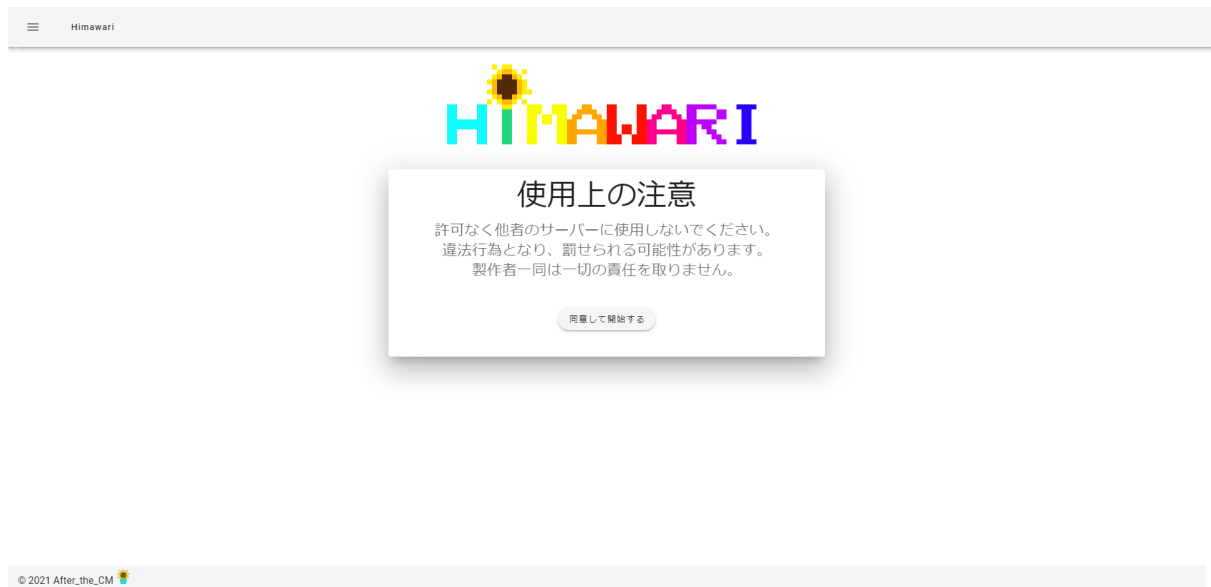 Himawari
HIMAWARI
使用上の注意
許可なく他者のサーバーに使用しないでください。
違法行為となり、罰せられる可能性があります。
製作者一同は一切の責任を取りません。
同意して開始する
© 2021 After_the_CM